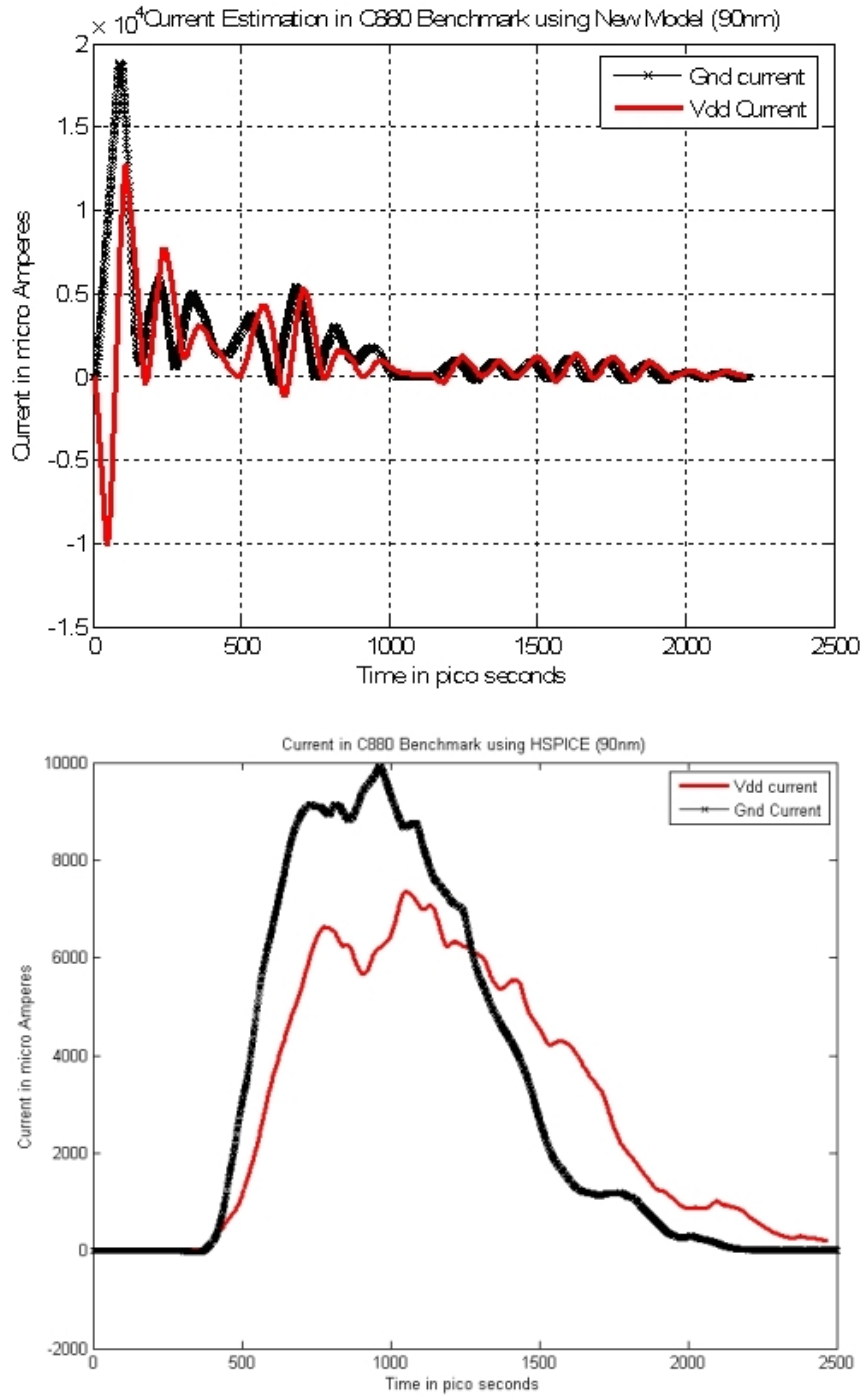 × 10⁴ Current Estimation in C880 Benchmark using New Model (90nm)
2
1.5
1
0.5
0
-0.5
-1
-1.5
Current in micro Amperes
Gnd current
Vdd Current
0 500 1000 1500 2000 2500
Time in pico seconds
Current in C880 Benchmark using HSPICE (90nm)
10000
8000
6000
4000
2000
0
-2000
Current in micro Amperes
Vdd current
Gnd Current
0 500 1000 1500 2000 2500
Time in pico seconds